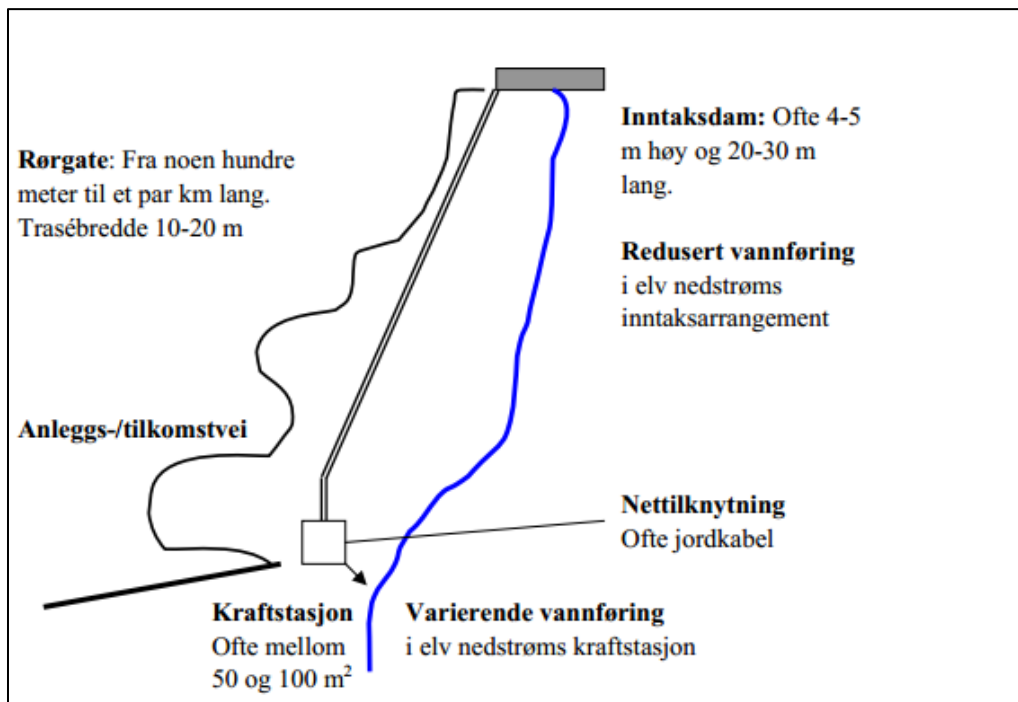 Rørgate: Fra noen hundre
meter til et par km lang.
Trasébredde 10-20 m
Inntaksdam: Ofte 4-5
m høy og 20-30 m
lang.
Redusert vannføring
i elv nedstrøms
inntaksarrangement
Anleggs-/tilkomstvei
Nettilknytning
Ofte jordkabel
Kraftstasjon
Ofte mellom
50 og 100 m²
Varierende vannføring
i elv nedstrøms kraftstasjon